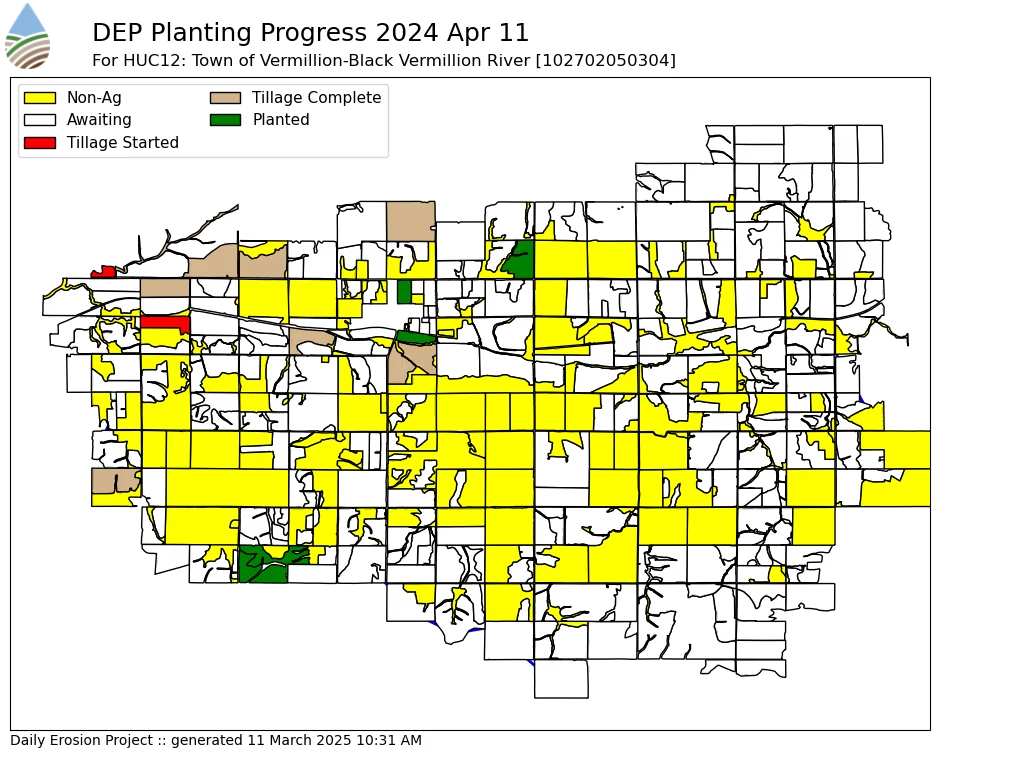 DEP Planting Progress 2024 Apr 11
For HUC12: Town of Vermillion-Black Vermillion River [102702050304]
Non-Ag
Awaiting
Tillage Started
Tillage Complete
Planted
Daily Erosion Project :: generated 11 March 2025 10:31 AM